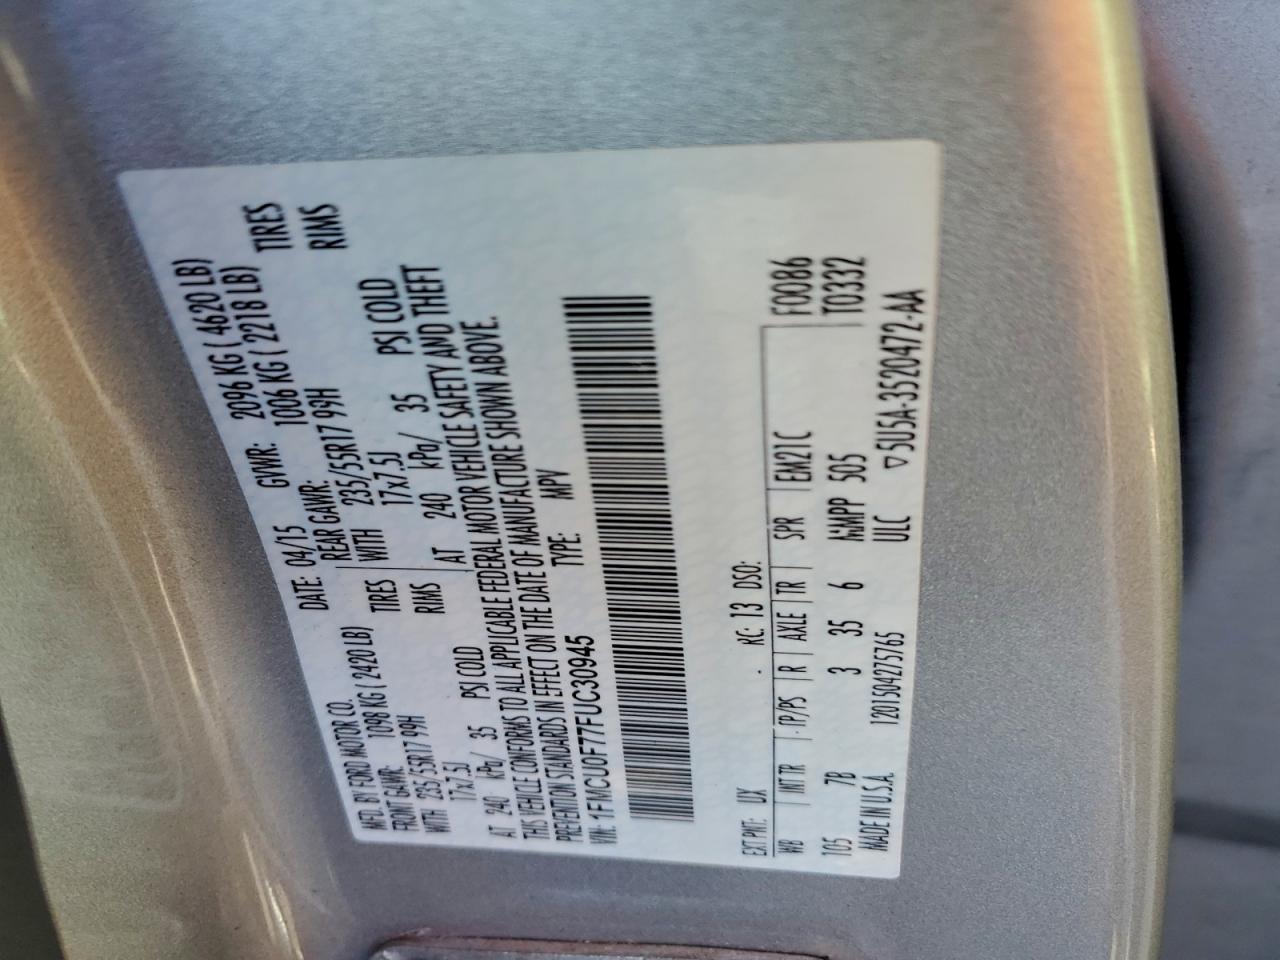 MFD. BY FORD MOTOR CO.
DATE: 04/15 GVWR: 2096 KG ( 4620 LB)
FRONT GAWR: 1098 KG ( 2420 LB) REAR GAWR: 1006 KG ( 2218 LB)
WITH 235/55R17 99H TIRES WITH 235/55R17 99H TIRES
17x7.5J RIMS 17x7.5J RIMS
AT 240 kPa/ 35 PSI COLD AT 240 kPa/ 35 PSI COLD
THIS VEHICLE CONFORMS TO ALL APPLICABLE FEDERAL MOTOR VEHICLE SAFETY AND THEFT
PREVENTION STANDARDS IN EFFECT ON THE DATE OF MANUFACTURE SHOWN ABOVE.
VIN: 1FMCU0F77FUC30945 TYPE: MPV
EXT PNT: UX RC: 13 DSO: F0086
WB INT TR TP/PS R AXLE TR SPR EM21C T0332
105 7B 3 35 6 MMPP 505
MADE IN U.S.A. 120150427576​5 ULC ▽5U5A-3520472-AA